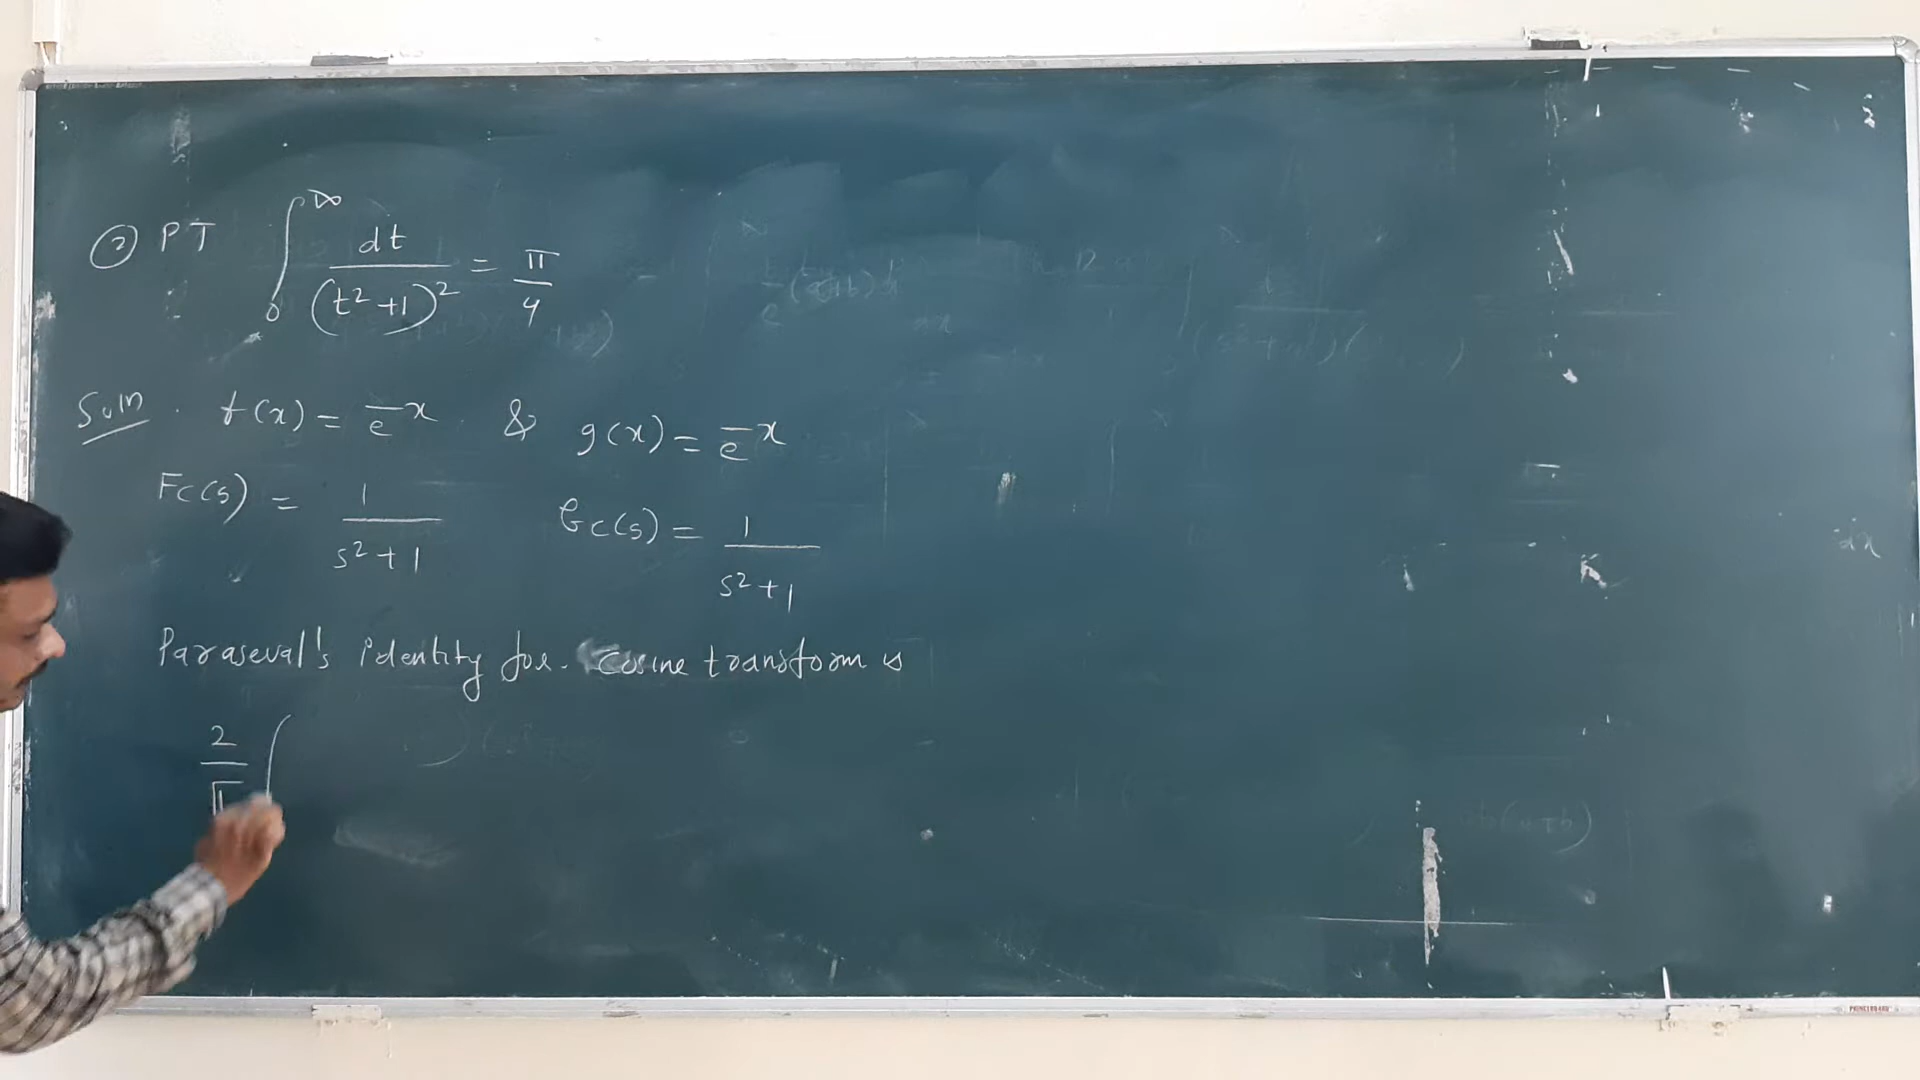 ② PT ∫₀^∞ dt / (t² + 1)² = π / 4
Soln. f(x) = e^-x & g(x) = e^-x
Fc(s) = 1 / (s² + 1) Gc(s) = 1 / (s² + 1)
Paraseval's identity for cosine transform is
2 / π ∫